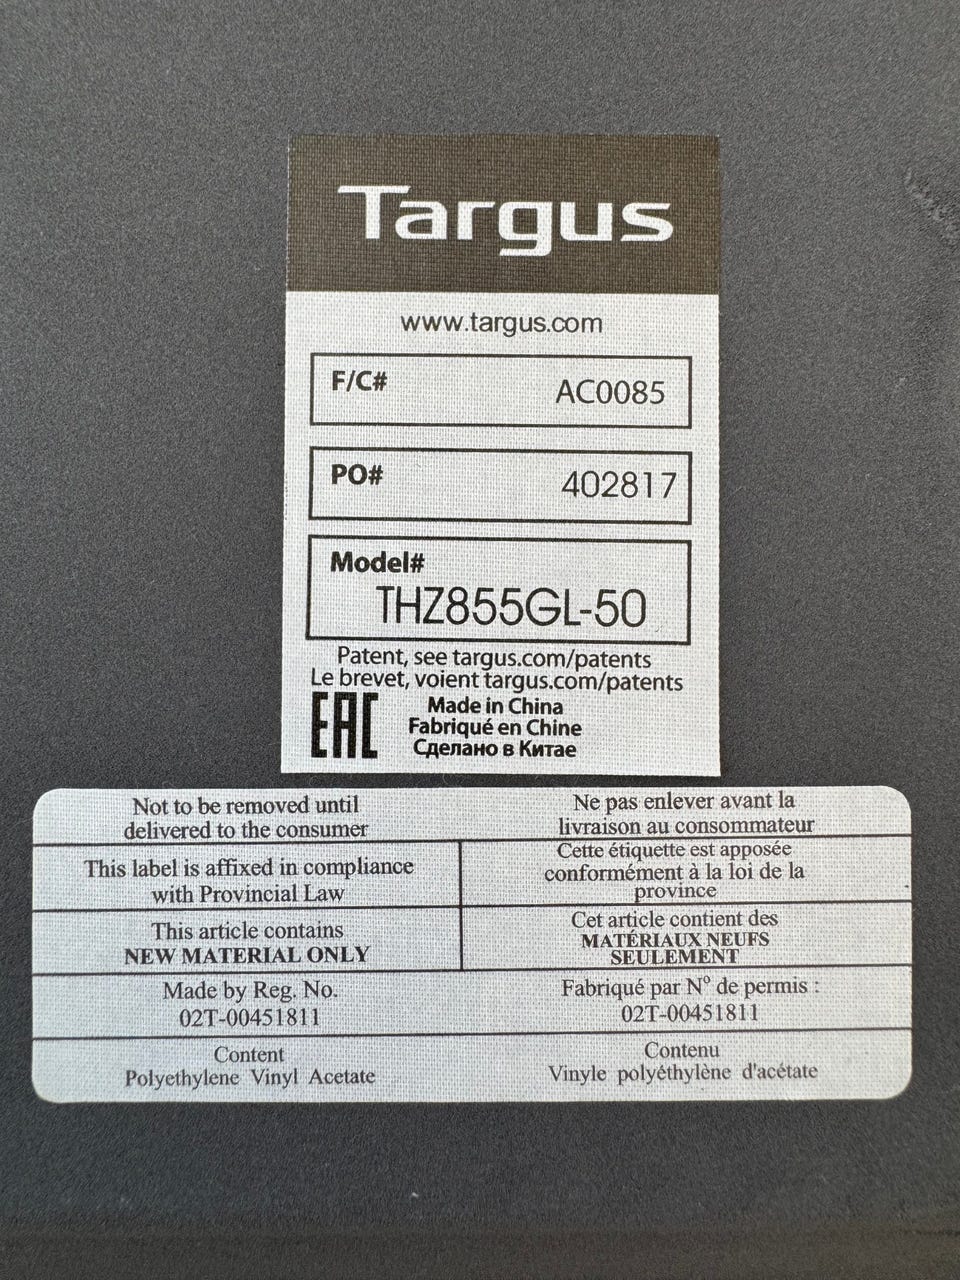 Targus
www.targus.com
F/C#
AC0085
PO#
402817
Model#
THZ855GL-50
Patent, see targus.com/patents
Le brevet, voient targus.com/patents
EAC
Made in China
Fabriqué en Chine
Сделано в Китае
Not to be removed until
delivered to the consumer
Ne pas enlever avant la
livraison au consommateur
This label is affixed in compliance
with Provincial Law
Cette étiquette est apposée
conformément à la loi de la
province
This article contains
NEW MATERIAL ONLY
Cet article contient des
MATÉRIAUX NEUFS
SEULEMENT
Made by Reg. No.
02T-00451811
Fabriqué par N° de permis :
02T-00451811
Content
Polyethylene Vinyl Acetate
Contenu
Vinyle polyéthylène d'acétate